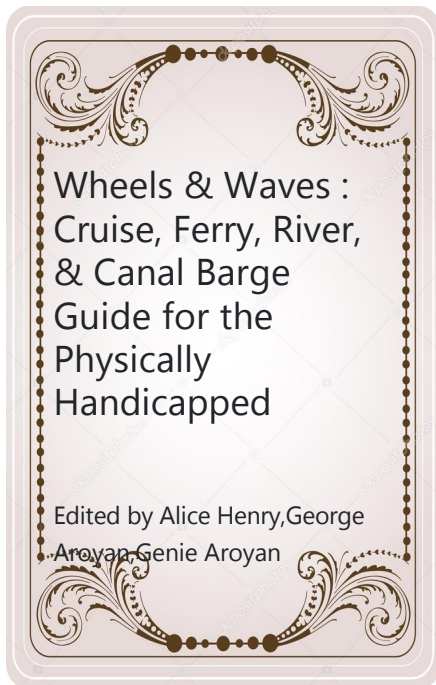 Wheels & Waves :
Cruise, Ferry, River,
& Canal Barge
Guide for the
Physically
Handicapped
Edited by Alice Henry,George
Aroyan,Genie Aroyan